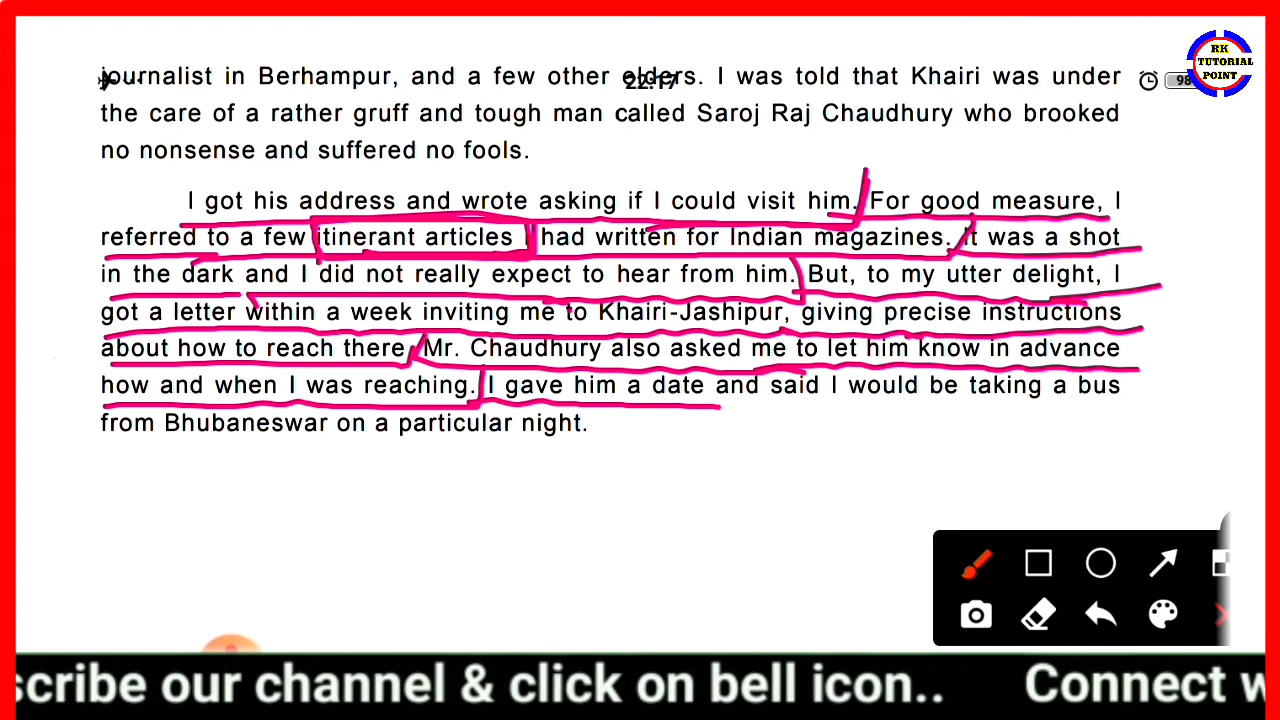 journalist in Berhampur, and a few other elders. I was told that Khairi was under
22:17
98
RK
TUTORIAL
POINT
the care of a rather gruff and tough man called Saroj Raj Chaudhury who brooked
no nonsense and suffered no fools.
I got his address and wrote asking if I could visit him. For good measure, I
referred to a few itinerant articles I had written for Indian magazines. It was a shot
in the dark and I did not really expect to hear from him. But, to my utter delight, I
got a letter within a week inviting me to Khairi-Jashipur, giving precise instructions
about how to reach there. Mr. Chaudhury also asked me to let him know in advance
how and when I was reaching. I gave him a date and said I would be taking a bus
from Bhubaneswar on a particular night.
scribe our channel & click on bell icon.. Connect w